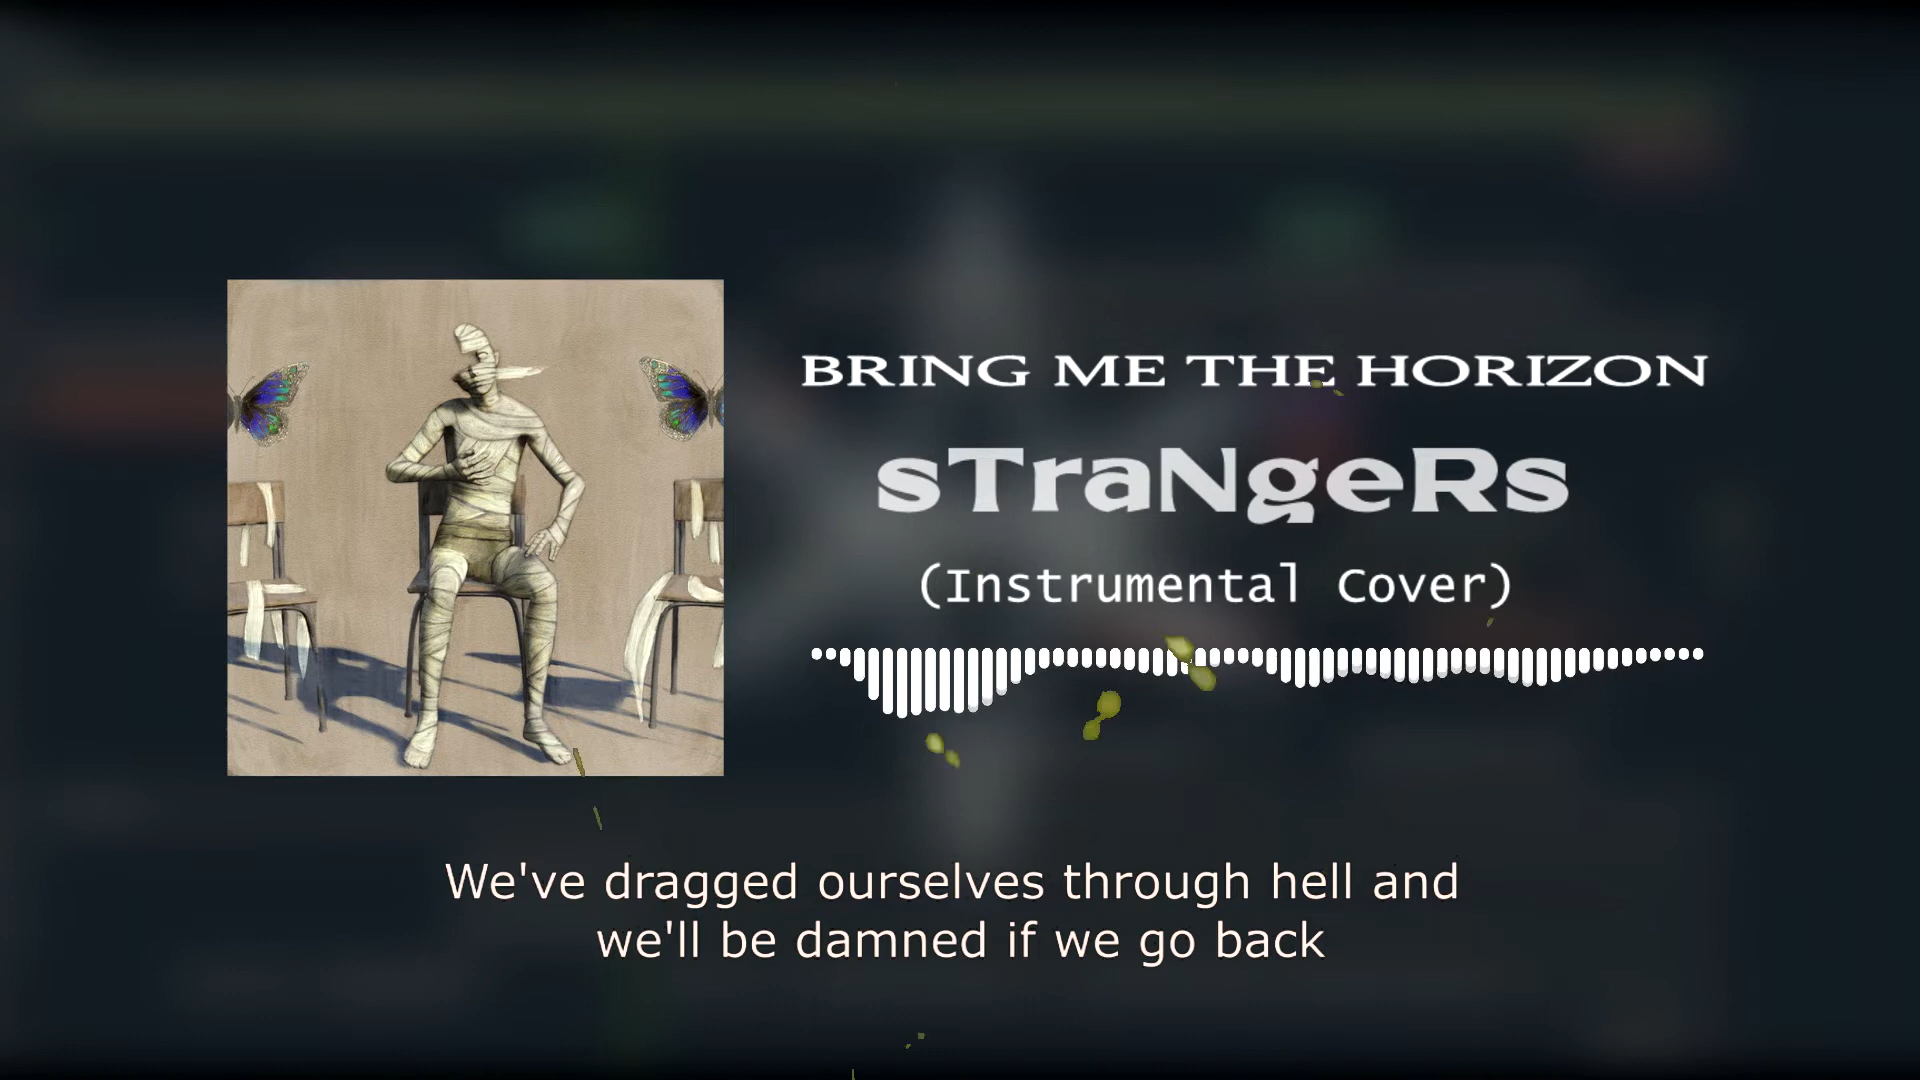 BRING ME THE HORIZON
sTraNgeRs
(Instrumental Cover)
We've dragged ourselves through hell and
we'll be damned if we go back